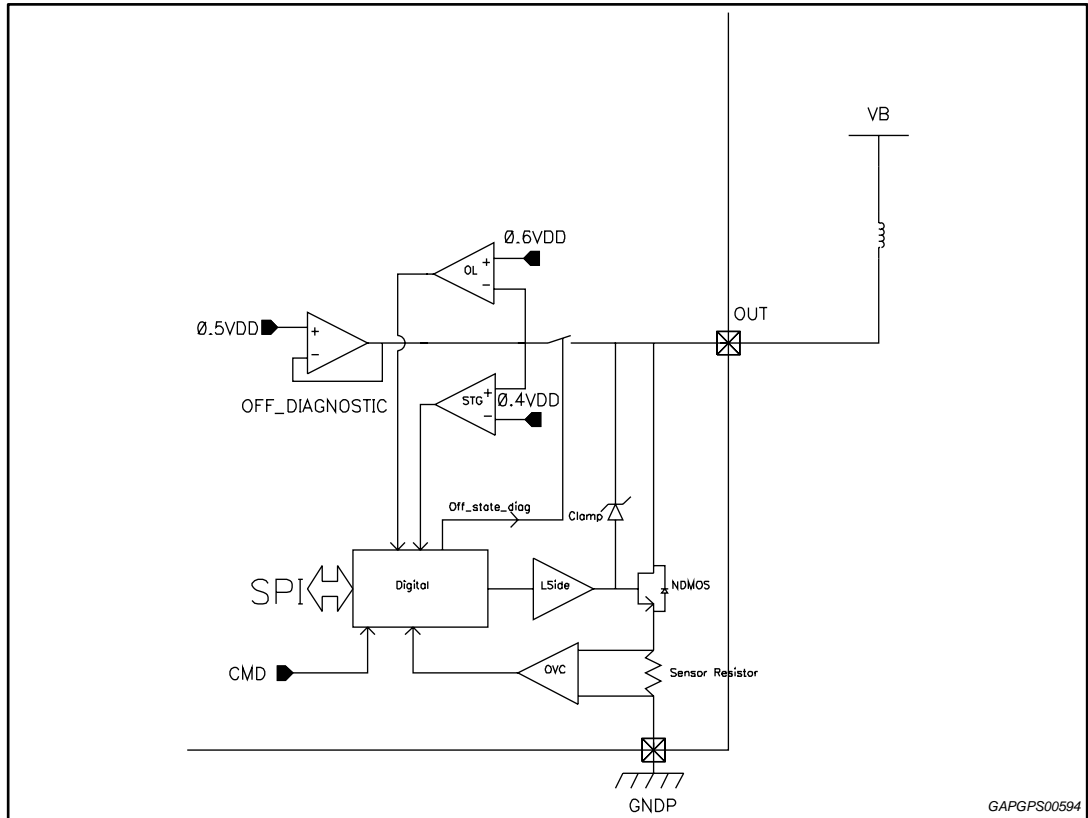 VB
0.6VDD
OL
+
-
OUT
0.5VDD
+
-
OFF_DIAGNOSTIC
STG
+
-
0.4VDD
Off_state_diag
Clamp
SPI
Digital
LSide
NDMOS
CMD
OVC
Sensor Resistor
GNDP
GAPGPS00594